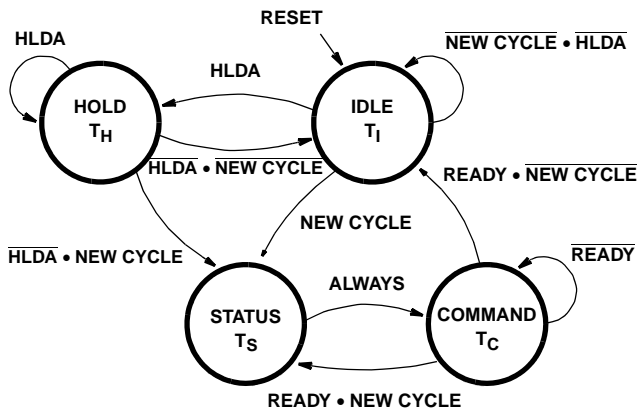 RESET
HLDA
NEW CYCLE • HLDA
HLDA
HOLD
TH
IDLE
TI
HLDA • NEW CYCLE
READY • NEW CYCLE
NEW CYCLE
HLDA • NEW CYCLE
READY
ALWAYS
STATUS
TS
COMMAND
TC
READY • NEW CYCLE